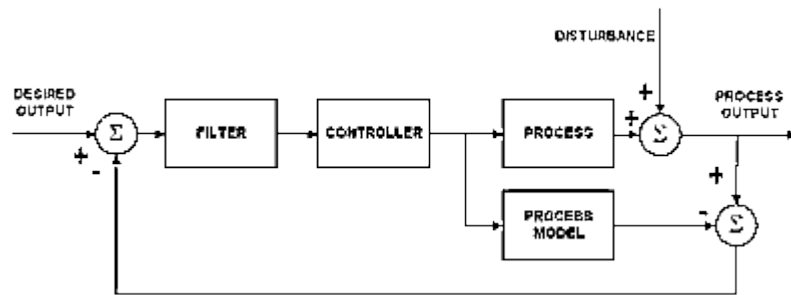 DISTURBANCE
DESIRED
OUTPUT
PROCESS
OUTPUT
+
Σ
FILTER
CONTROLLER
PROCESS
+
Σ
+
-
+
PROCESS
MODEL
-
Σ